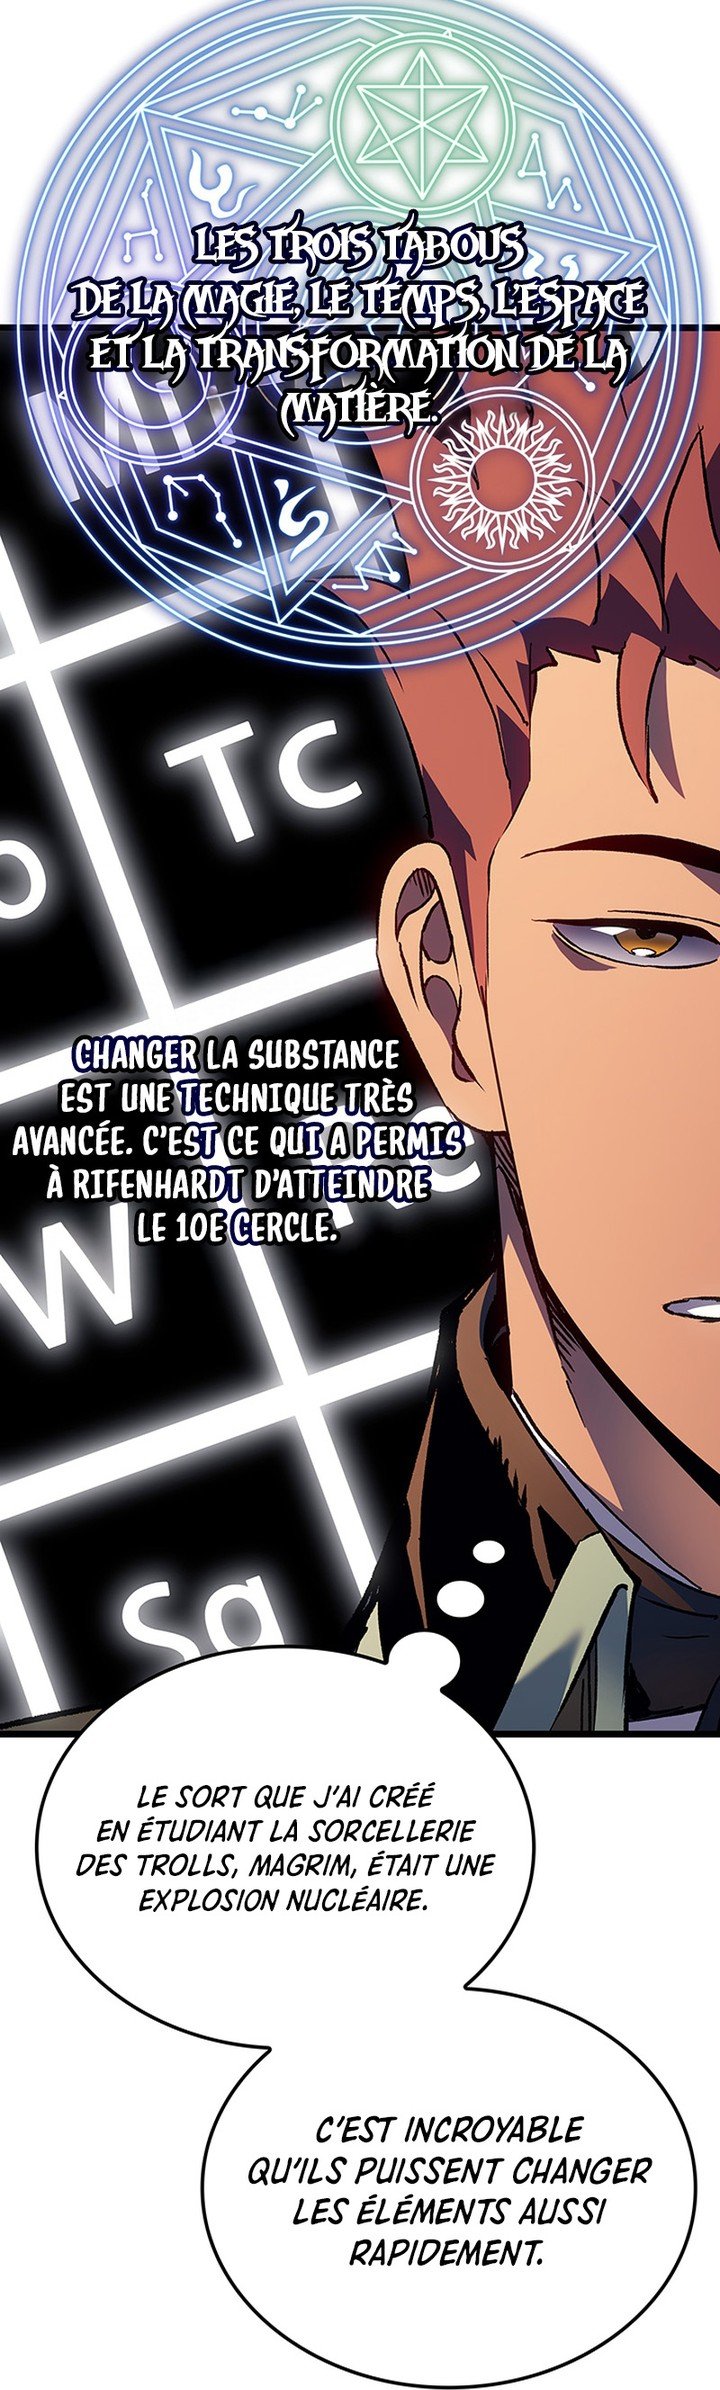 LES TROIS TABOUS
DE LA MAGIE, LE TEMPS, L'ESPACE
ET LA TRANSFORMATION DE LA
MATIÈRE.
TC
CHANGER LA SUBSTANCE
EST UNE TECHNIQUE TRÈS
AVANCÉE. C'EST CE QUI A PERMIS
À RIFENHARDT D'ATTEINDRE
LE 10E CERCLE.
W
Sg
LE SORT QUE J'AI CRÉÉ
EN ÉTUDIANT LA SORCELLERIE
DES TROLLS, MAGRIM, ÉTAIT UNE
EXPLOSION NUCLÉAIRE.
C'EST INCROYABLE
QU'ILS PUISSENT CHANGER
LES ÉLÉMENTS AUSSI
RAPIDEMENT.